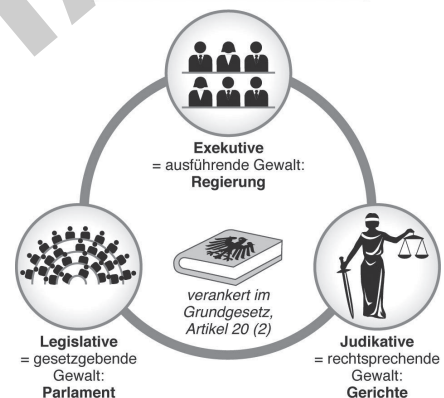 Exekutive
= ausführende Gewalt:
Regierung
verankert im
Grundgesetz,
Artikel 20 (2)
Legislative
= gesetzgebende
Gewalt:
Parlament
Judikative
= rechtsprechende
Gewalt:
Gerichte